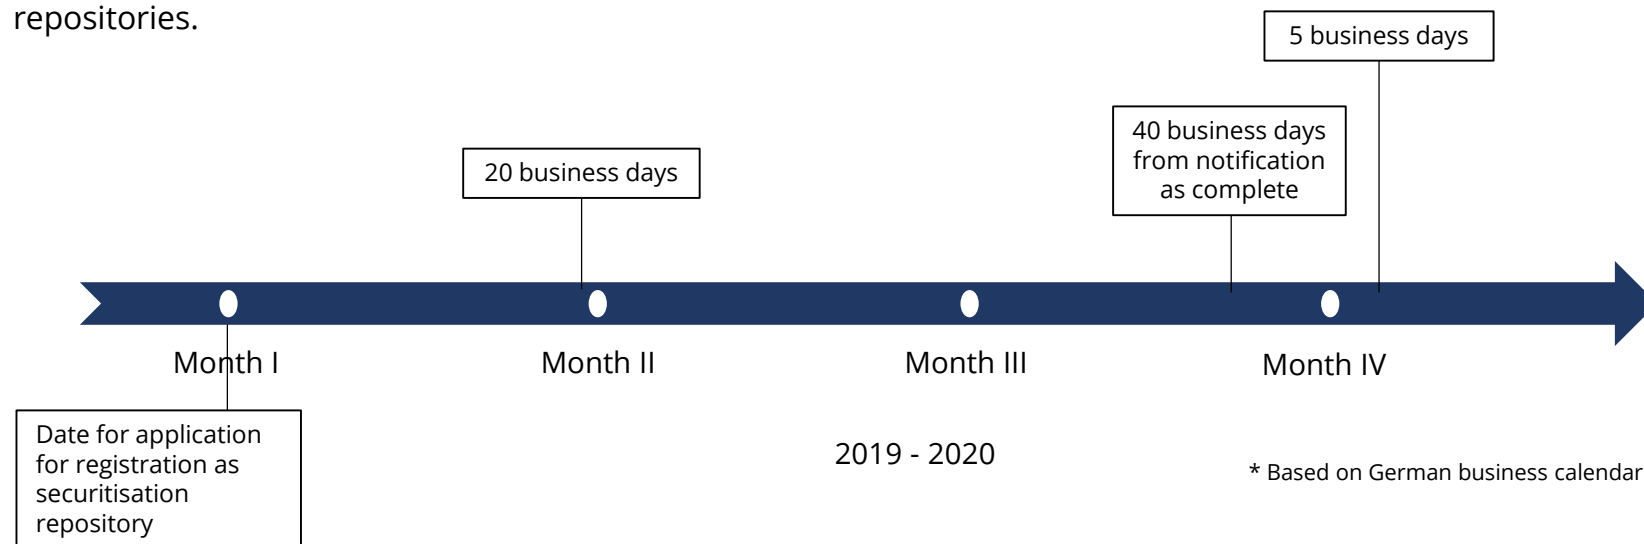 repositories.
5 business days
40 business days
from notification
as complete
20 business days
Month I
Month II
Month III
Month IV
Date for application
for registration as
securitisation
repository
2019 - 2020
* Based on German business calendar